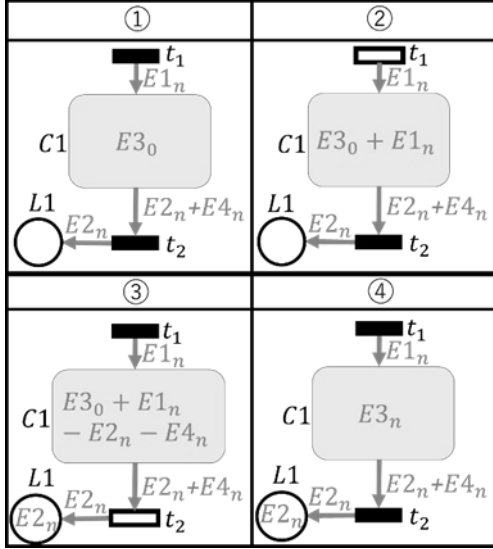 ①
②
t₁
E1ₙ
C1
E3₀
L1
E2ₙ+E4ₙ
E2ₙ
t₂
t₁
E1ₙ
C1
E3₀ + E1ₙ
L1
E2ₙ+E4ₙ
E2ₙ
t₂
③
④
t₁
E1ₙ
C1
E3₀ + E1ₙ
− E2ₙ − E4ₙ
L1
E2ₙ+E4ₙ
E2ₙ
E2ₙ
t₂
t₁
E1ₙ
C1
E3ₙ
L1
E2ₙ+E4ₙ
E2ₙ
E2ₙ
t₂